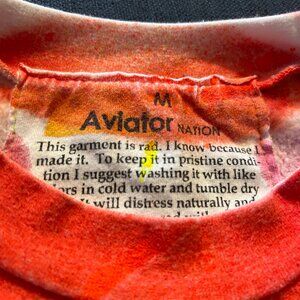 M
Aviator NATION
This garment is rad. I know because I
made it. To keep it in pristine condi-
tion I suggest washing it with like
in cold water and tumble dry
will distress naturally and